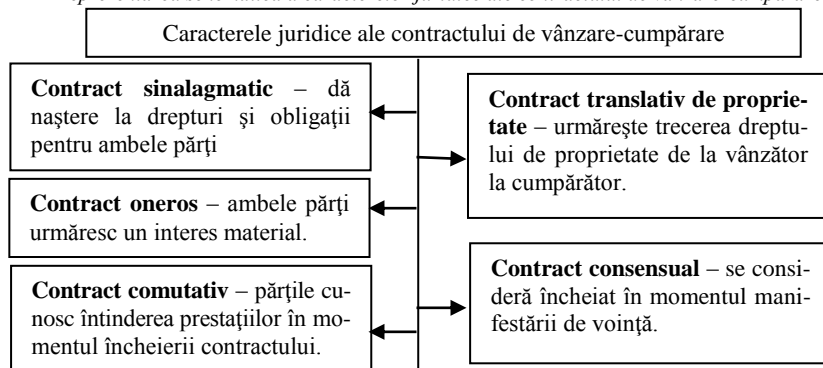 Caracterele juridice ale contractului de vânzare-cumpărare
Contract sinalagmatic – dă
naştere la drepturi şi obligaţii
pentru ambele părţi
Contract translativ de proprie-
tate – urmăreşte trecerea dreptu-
lui de proprietate de la vânzător
la cumpărător.
Contract oneros – ambele părţi
urmăresc un interes material.
Contract consensual – se consi-
deră încheiat în momentul mani-
festării de voinţă.
Contract comutativ – părţile cu-
nosc întinderea prestaţiilor în mo-
mentul încheierii contractului.